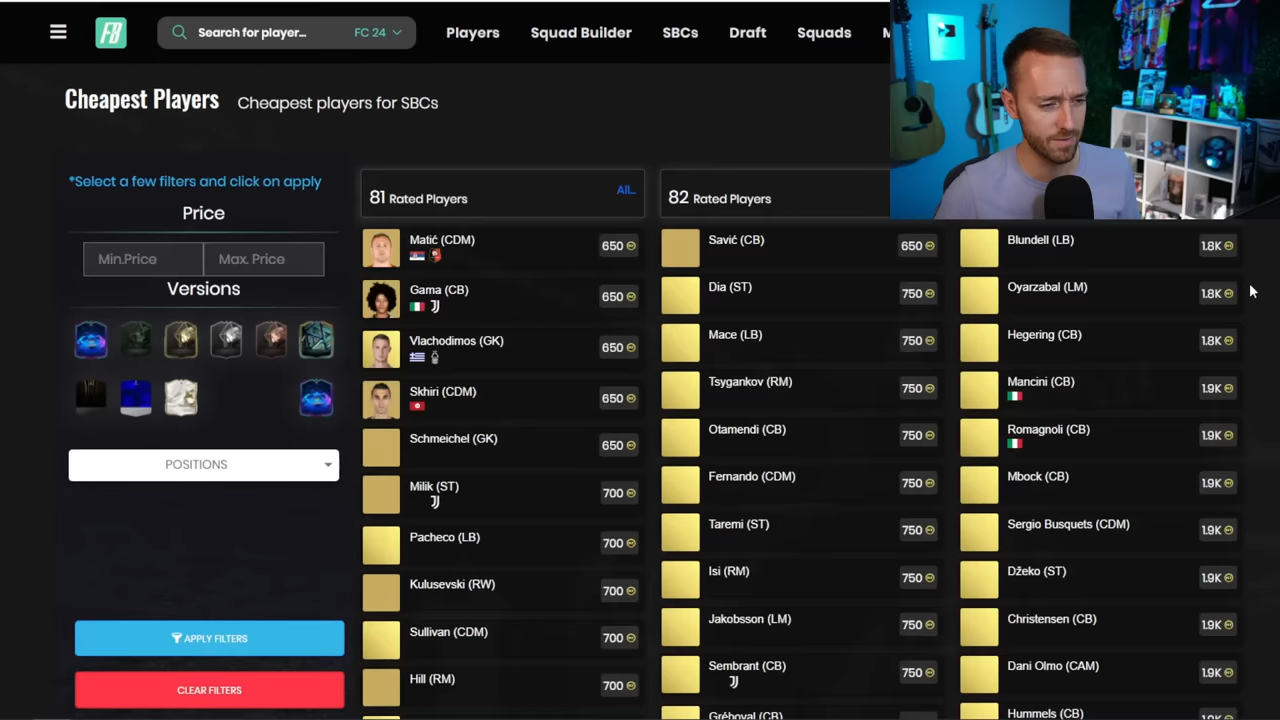 FB
Search for player...
FC 24
Players
Squad Builder
SBCs
Draft
Squads
M
Cheapest Players
Cheapest players for SBCs
*Select a few filters and click on apply
Price
Min.Price
Max. Price
Versions
POSITIONS
APPLY FILTERS
CLEAR FILTERS
81 Rated Players
All...
Matić (CDM)
650
Gama (CB)
650
Vlachodimos (GK)
650
Skhiri (CDM)
650
Schmeichel (GK)
650
Milik (ST)
700
Pacheco (LB)
700
Kulusevski (RW)
700
Sullivan (CDM)
700
Hill (RM)
700
82 Rated Players
Savić (CB)
650
Dia (ST)
750
Mace (LB)
750
Tsygankov (RM)
750
Otamendi (CB)
750
Fernando (CDM)
750
Taremi (ST)
750
Isi (RM)
750
Jakobsson (LM)
750
Sembrant (CB)
750
Gréboval (CB)
Blundell (LB)
1.8K
Oyarzabal (LM)
1.8K
Hegering (CB)
1.8K
Mancini (CB)
1.9K
Romagnoli (CB)
1.9K
Mbock (CB)
1.9K
Sergio Busquets (CDM)
1.9K
Džeko (ST)
1.9K
Christensen (CB)
1.9K
Dani Olmo (CAM)
1.9K
Hummels (CB)
1.9K